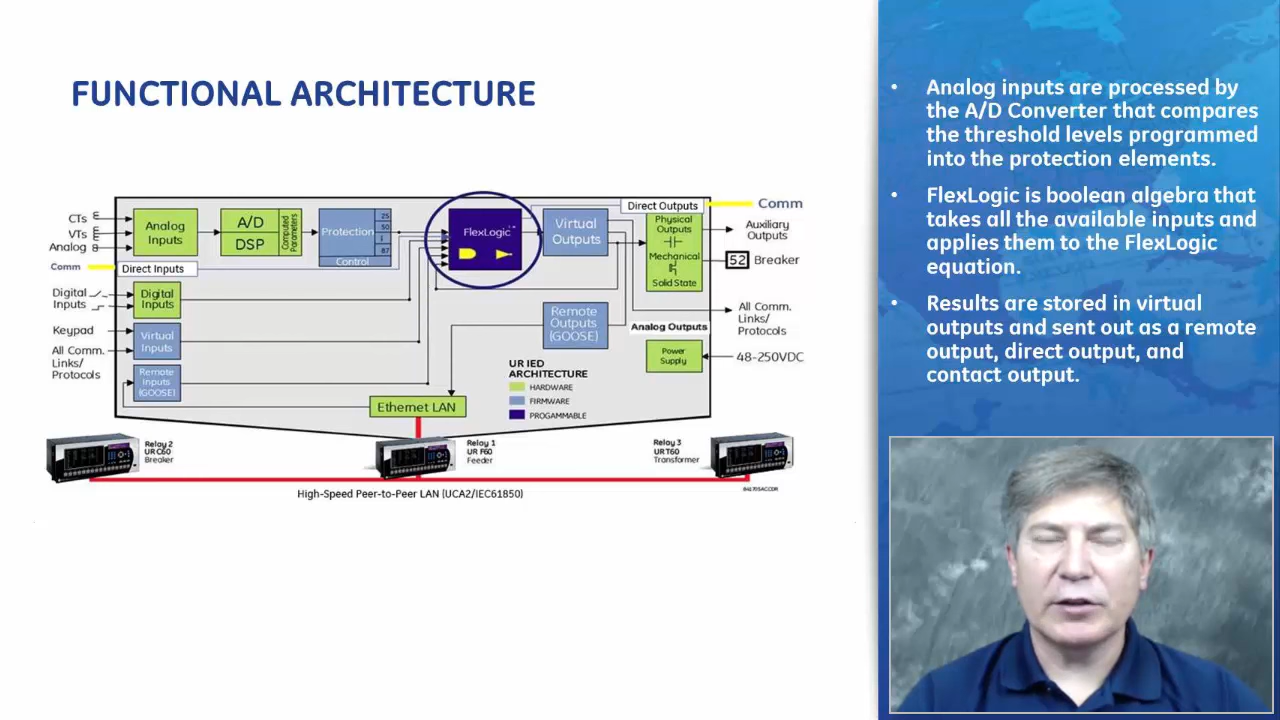 FUNCTIONAL ARCHITECTURE
CTs
VTs
Analog
Comm
Direct Inputs
Digital
Inputs
Keypad
All Comm.
Links/
Protocols
Analog
Inputs
A/D
DSP
Computed
Parameters
Protection
25
50
87
Control
Digital
Inputs
Virtual
Inputs
Remote
Inputs
(GOOSE)
FlexLogic™
Virtual
Outputs
Remote
Outputs
(GOOSE)
Direct Outputs
Physical
Outputs
Mechanical
Solid State
Analog Outputs
Power
Supply
Comm
Auxiliary
Outputs
52 Breaker
All Comm.
Links/
Protocols
48-250VDC
UR IED
ARCHITECTURE
HARDWARE
FIRMWARE
PROGAMMABLE
Ethernet LAN
Relay 2
UR C60
Breaker
Relay 1
UR F60
Feeder
Relay 3
UR T60
Transformer
High-Speed Peer-to-Peer LAN (UCA2/IEC61850)
• Analog inputs are processed by
the A/D Converter that compares
the threshold levels programmed
into the protection elements.
• FlexLogic is boolean algebra that
takes all the available inputs and
applies them to the FlexLogic
equation.
• Results are stored in virtual
outputs and sent out as a remote
output, direct output, and
contact output.